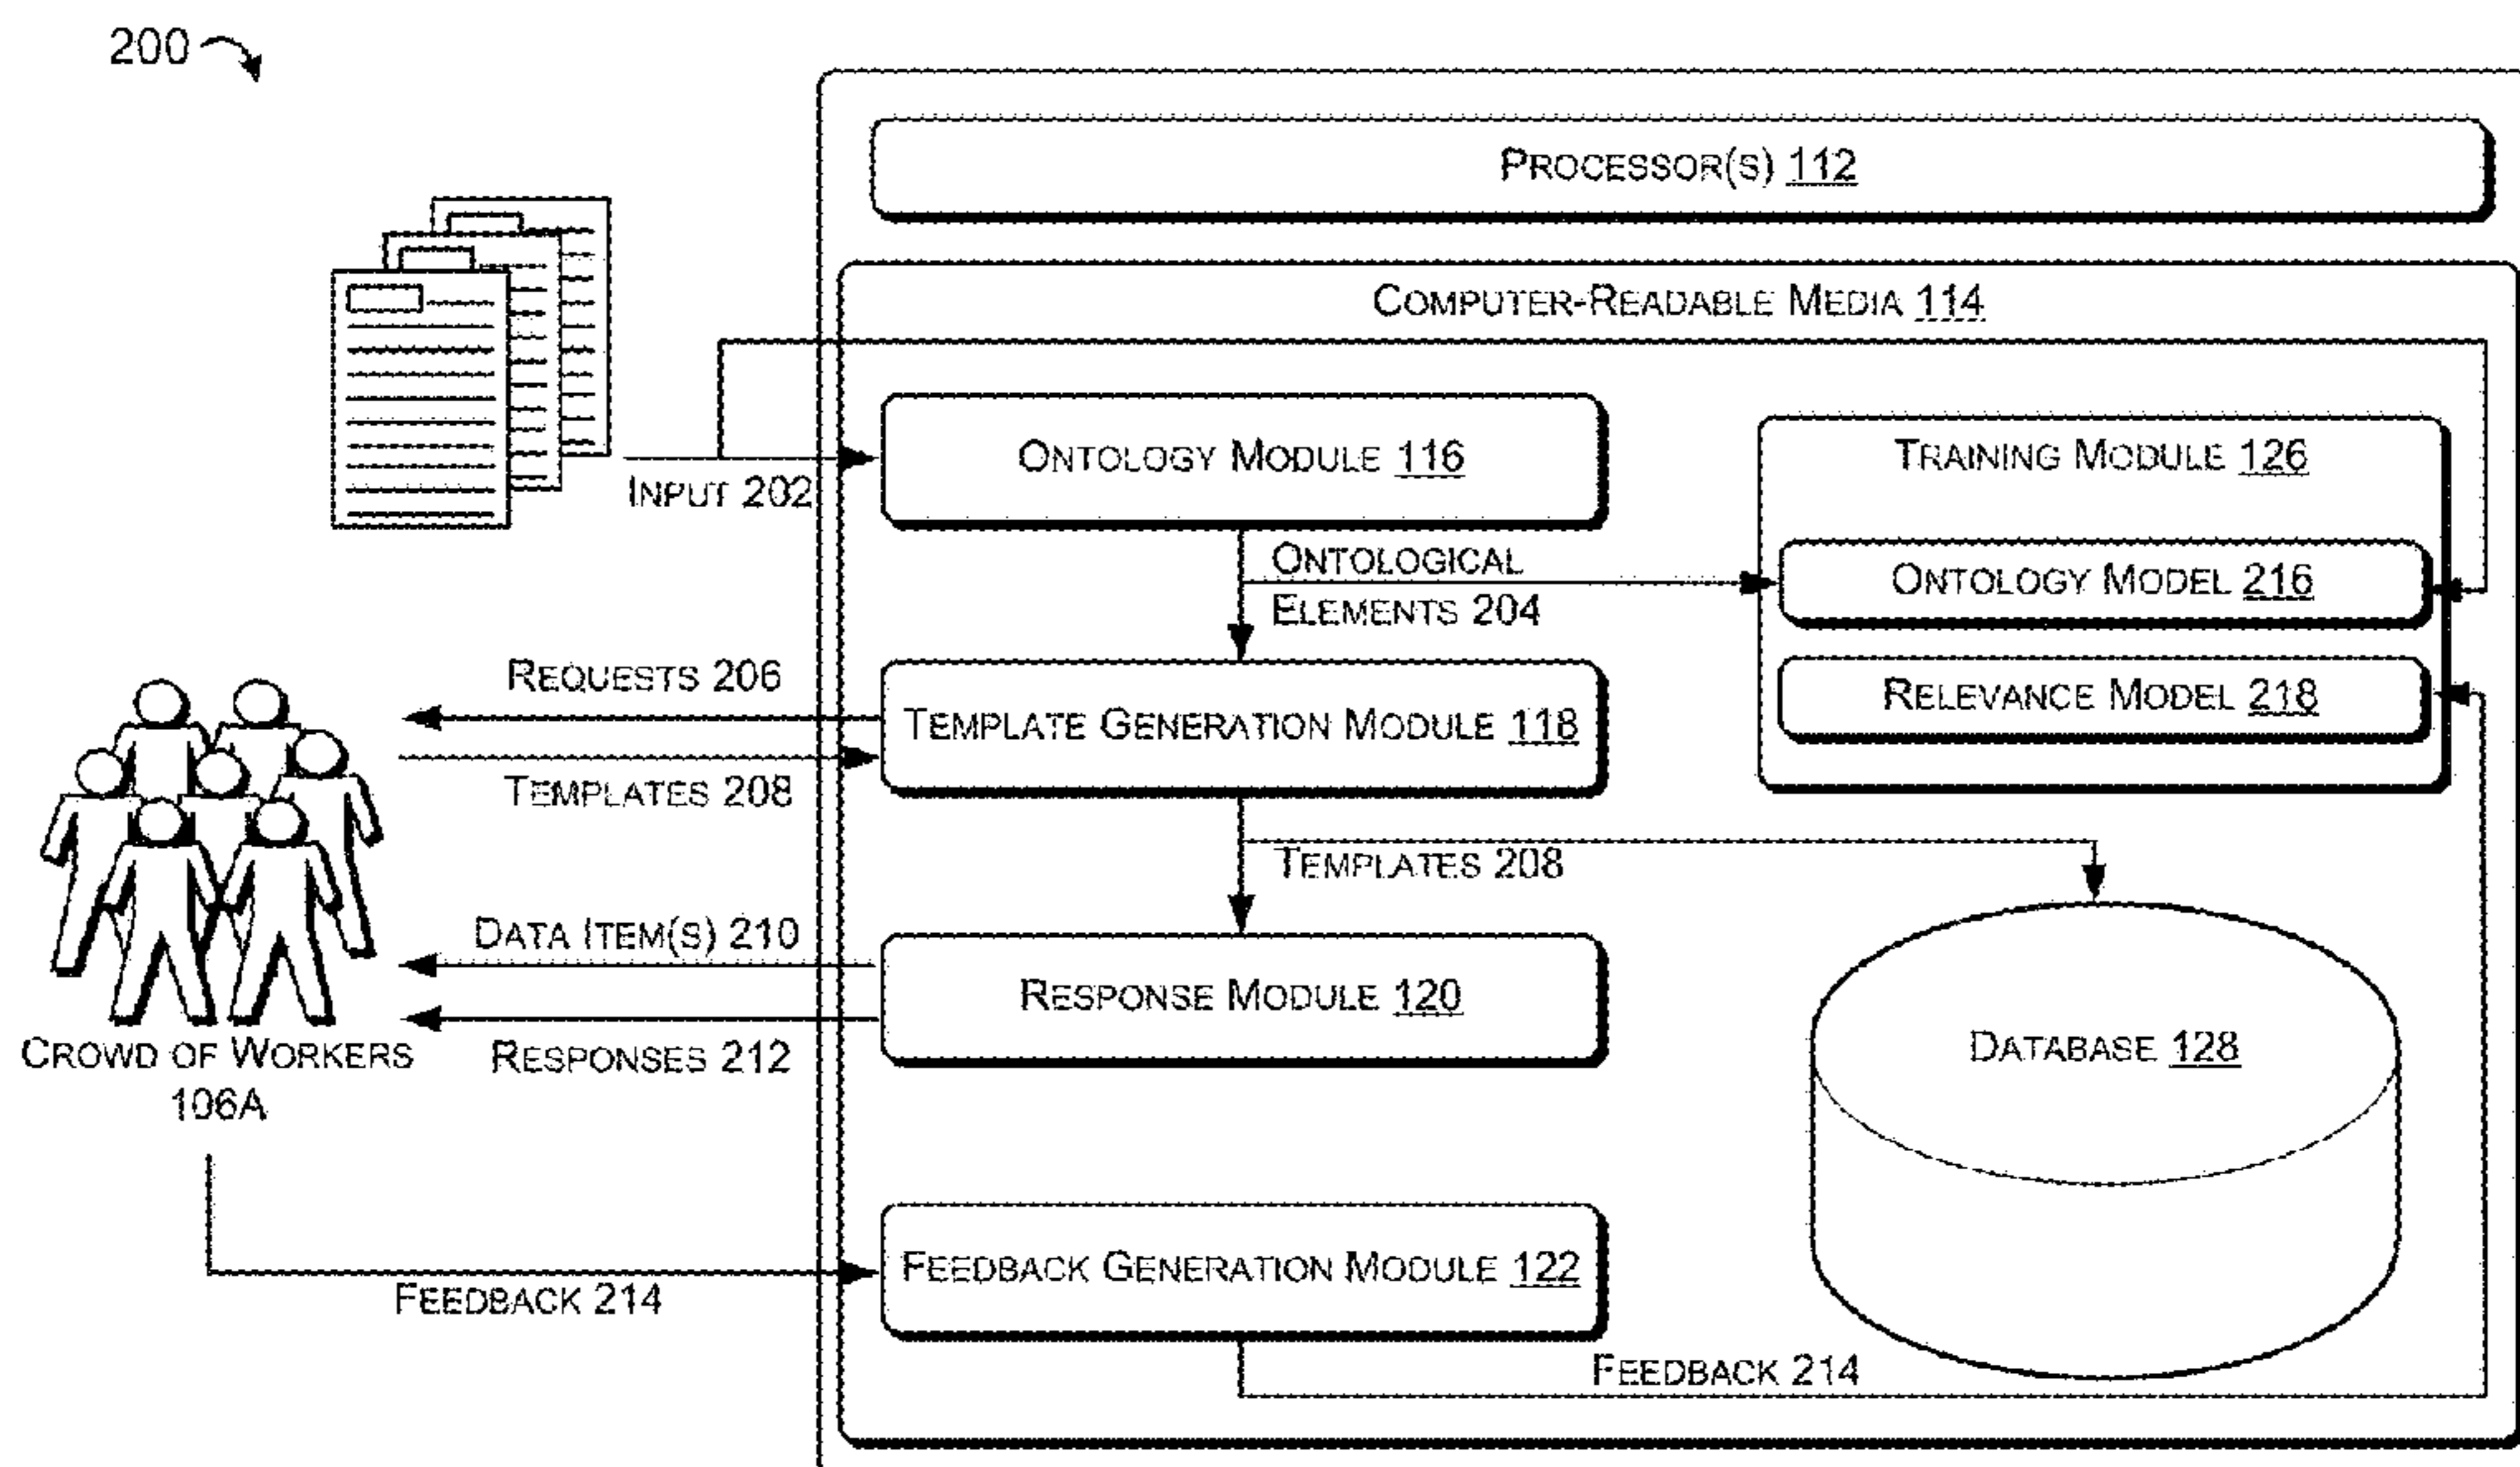 200
PROCESSOR(S) 112
COMPUTER-READABLE MEDIA 114
ONTOLOGY MODULE 116
TRAINING MODULE 126
INPUT 202
ONTOLOGICAL
ELEMENTS 204
ONTOLOGY MODEL 216
RELEVANCE MODEL 218
REQUESTS 206
TEMPLATE GENERATION MODULE 118
TEMPLATES 208
TEMPLATES 208
DATA ITEM(S) 210
RESPONSE MODULE 120
RESPONSES 212
CROWD OF WORKERS
106A
DATABASE 128
FEEDBACK GENERATION MODULE 122
FEEDBACK 214
FEEDBACK 214